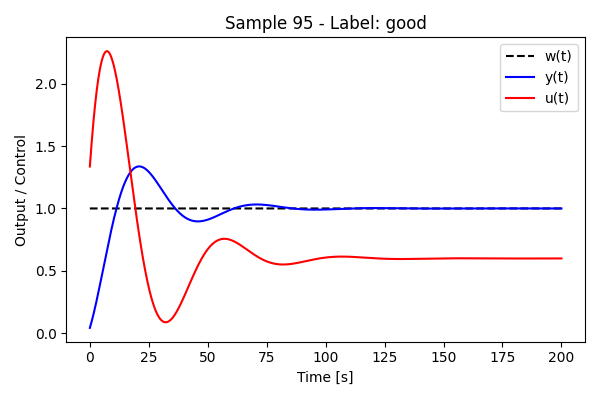 Sample 95 - Label: good
w(t)
y(t)
u(t)
Output / Control
2.0
1.5
1.0
0.5
0.0
0 25 50 75 100 125 150 175 200
Time [s]